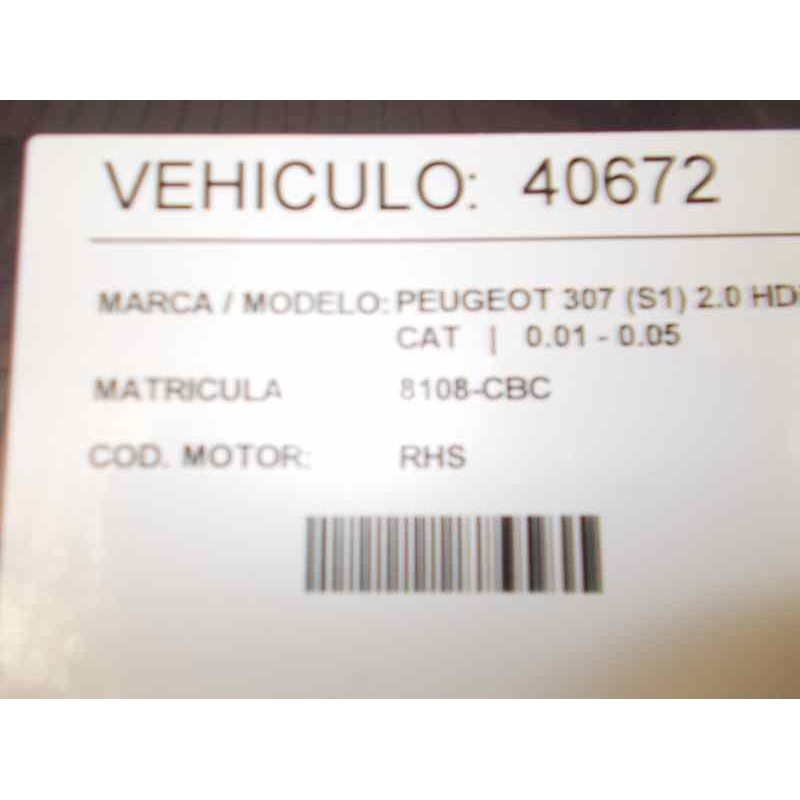 VEHICULO: 40672
MARCA / MODELO: PEUGEOT 307 (S1) 2.0 HD
CAT | 0.01 - 0.05
MATRICULA 8108-CBC
COD. MOTOR: RHS